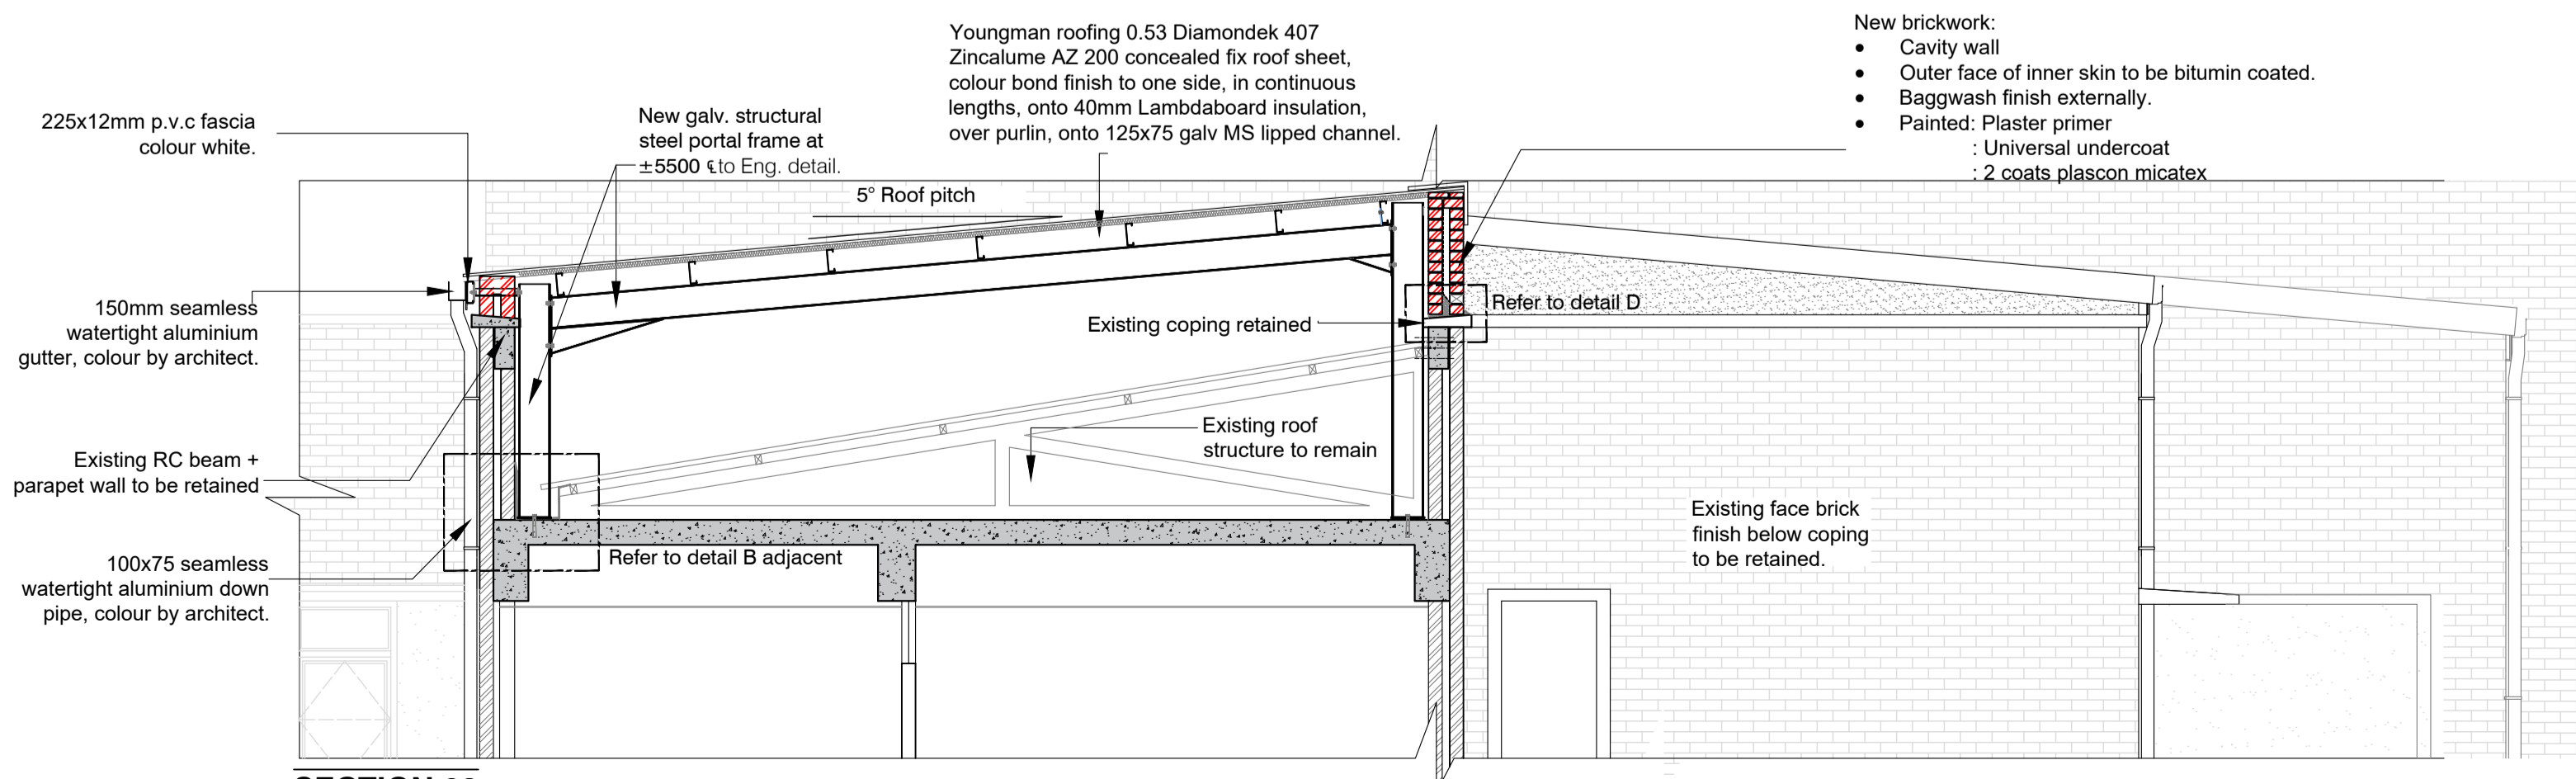 Youngman roofing 0.53 Diamondek 407
Zincalume AZ 200 concealed fix roof sheet,
colour bond finish to one side, in continuous
lengths, onto 40mm Lambdaboard insulation,
over purlin, onto 125x75 galv MS lipped channel.
New brickwork:
• Cavity wall
• Outer face of inner skin to be bitumin coated.
• Baggwash finish externally.
• Painted: Plaster primer
: Universal undercoat
: 2 coats plascon micatex
225x12mm p.v.c fascia
colour white.
New galv. structural
steel portal frame at
±5500 ℄ to Eng. detail.
5° Roof pitch
150mm seamless
watertight aluminium
gutter, colour by architect.
Refer to detail D
Existing coping retained
Existing roof
structure to remain
Existing RC beam +
parapet wall to be retained
Existing face brick
finish below coping
to be retained.
Refer to detail B adjacent
100x75 seamless
watertight aluminium down
pipe, colour by architect.
SECTION